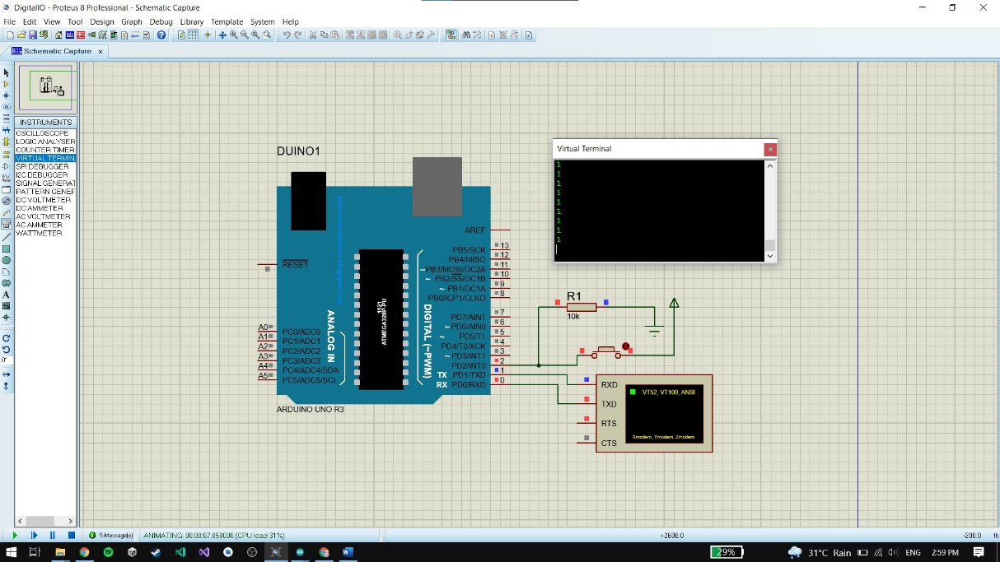 DigitalIO - Proteus 8 Professional - Schematic Capture
File Edit View Tool Design Graph Debug Library Template System Help
Schematic Capture
INSTRUMENTS
OSCILLOSCOPE
LOGIC ANALYSER
COUNTER TIMER
VIRTUAL TERMIN
SPI DEBUGGER
I2C DEBUGGER
SIGNAL GENERAT
PATTERN GENEF
DC VOLTMETER
DC AMMETER
AC VOLTMETER
AC AMMETER
WATTMETER
0°
DUINO1
RESET
AREF
PB5/SCK 13
PB4/MISO 12
~PB3/MOSI/OC2A 11
~ PB2/SS/OC1B 10
~ PB1/OC1A 9
PB0/ICP1/CLKO 8
PD7/AIN1 7
~ PD6/AIN0 6
~ PD5/T1 5
PD4/T0/XCK 4
~ PD3/INT1 3
PD2/INT0 2
TX PD1/TXD 1
RX PD0/RXD 0
DIGITAL (~PWM)
ANALOG IN
1121
ATMEGA328P-PU
A0 PC0/ADC0
A1 PC1/ADC1
A2 PC2/ADC2
A3 PC3/ADC3
A4 PC4/ADC4/SDA
A5 PC5/ADC5/SCL
ARDUINO UNO R3
Virtual Terminal
1
1
1
1
1
1
1
1
1
R1
10k
RXD
TXD
RTS
CTS
VT52, VT100, ANSI
Xmodem, Ymodem, Zmodem
5 Message(s) ANIMATING: 00:00:07.050000 (CPU load 31%) +2600.0 -200.0 th
29% 31°C Rain ENG 2:59 PM